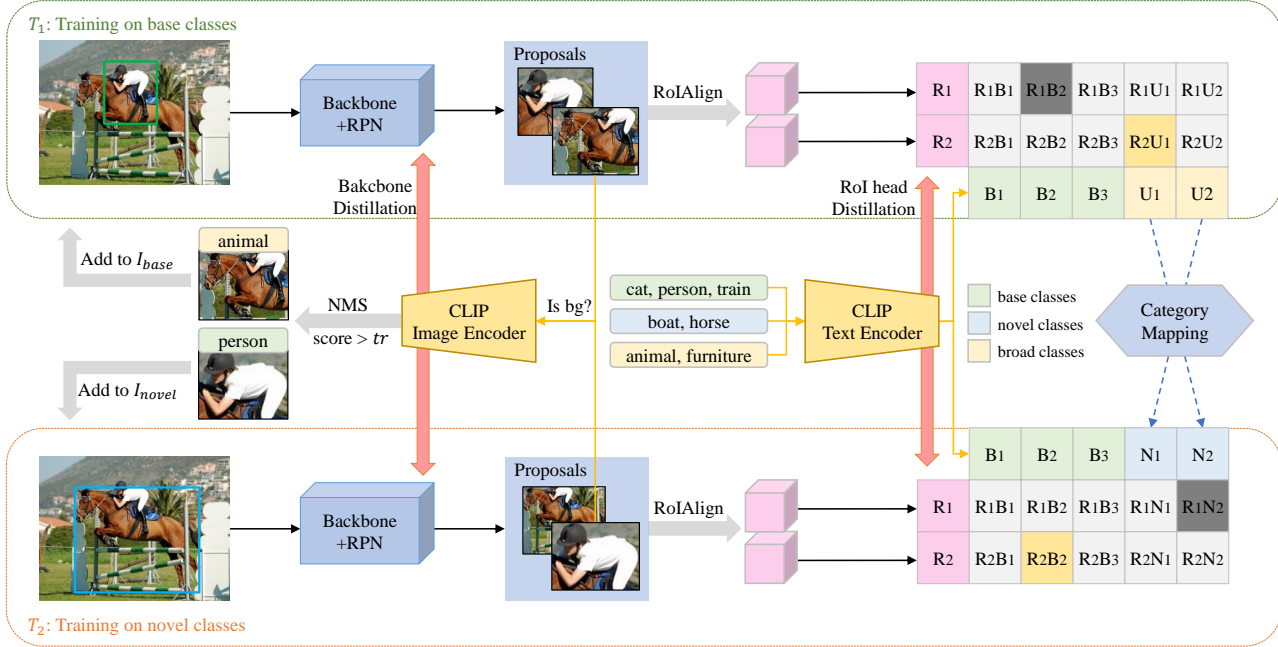 T₁: Training on base classes
Backbone
+RPN
Proposals
RoIAlign
R1 R1B1 R1B2 R1B3 R1U1 R1U2
R2 R2B1 R2B2 R2B3 R2U1 R2U2
B1 B2 B3 U1 U2
Bakcbone
Distillation
RoI head
Distillation
Add to I_base
animal
NMS
score > tr
person
Add to I_novel
CLIP
Image Encoder
Is bg?
cat, person, train
boat, horse
animal, furniture
CLIP
Text Encoder
base classes
novel classes
broad classes
Category
Mapping
B1 B2 B3 N1 N2
Backbone
+RPN
Proposals
RoIAlign
R1 R1B1 R1B2 R1B3 R1N1 R1N2
R2 R2B1 R2B2 R2B3 R2N1 R2N2
T₂: Training on novel classes